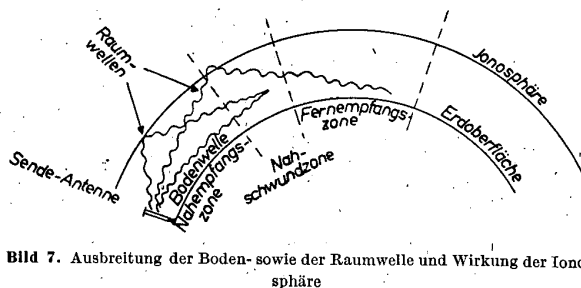 Raum-
wellen
Jonosphäre
Sende-Antenne
Bodenwelle
Nahempfangs-
zone
Nah-
schwundzone
Fernempfangs-
zone
Erdoberfläche
Bild 7. Ausbreitung der Boden- sowie der Raumwelle und Wirkung der Iono
sphäre